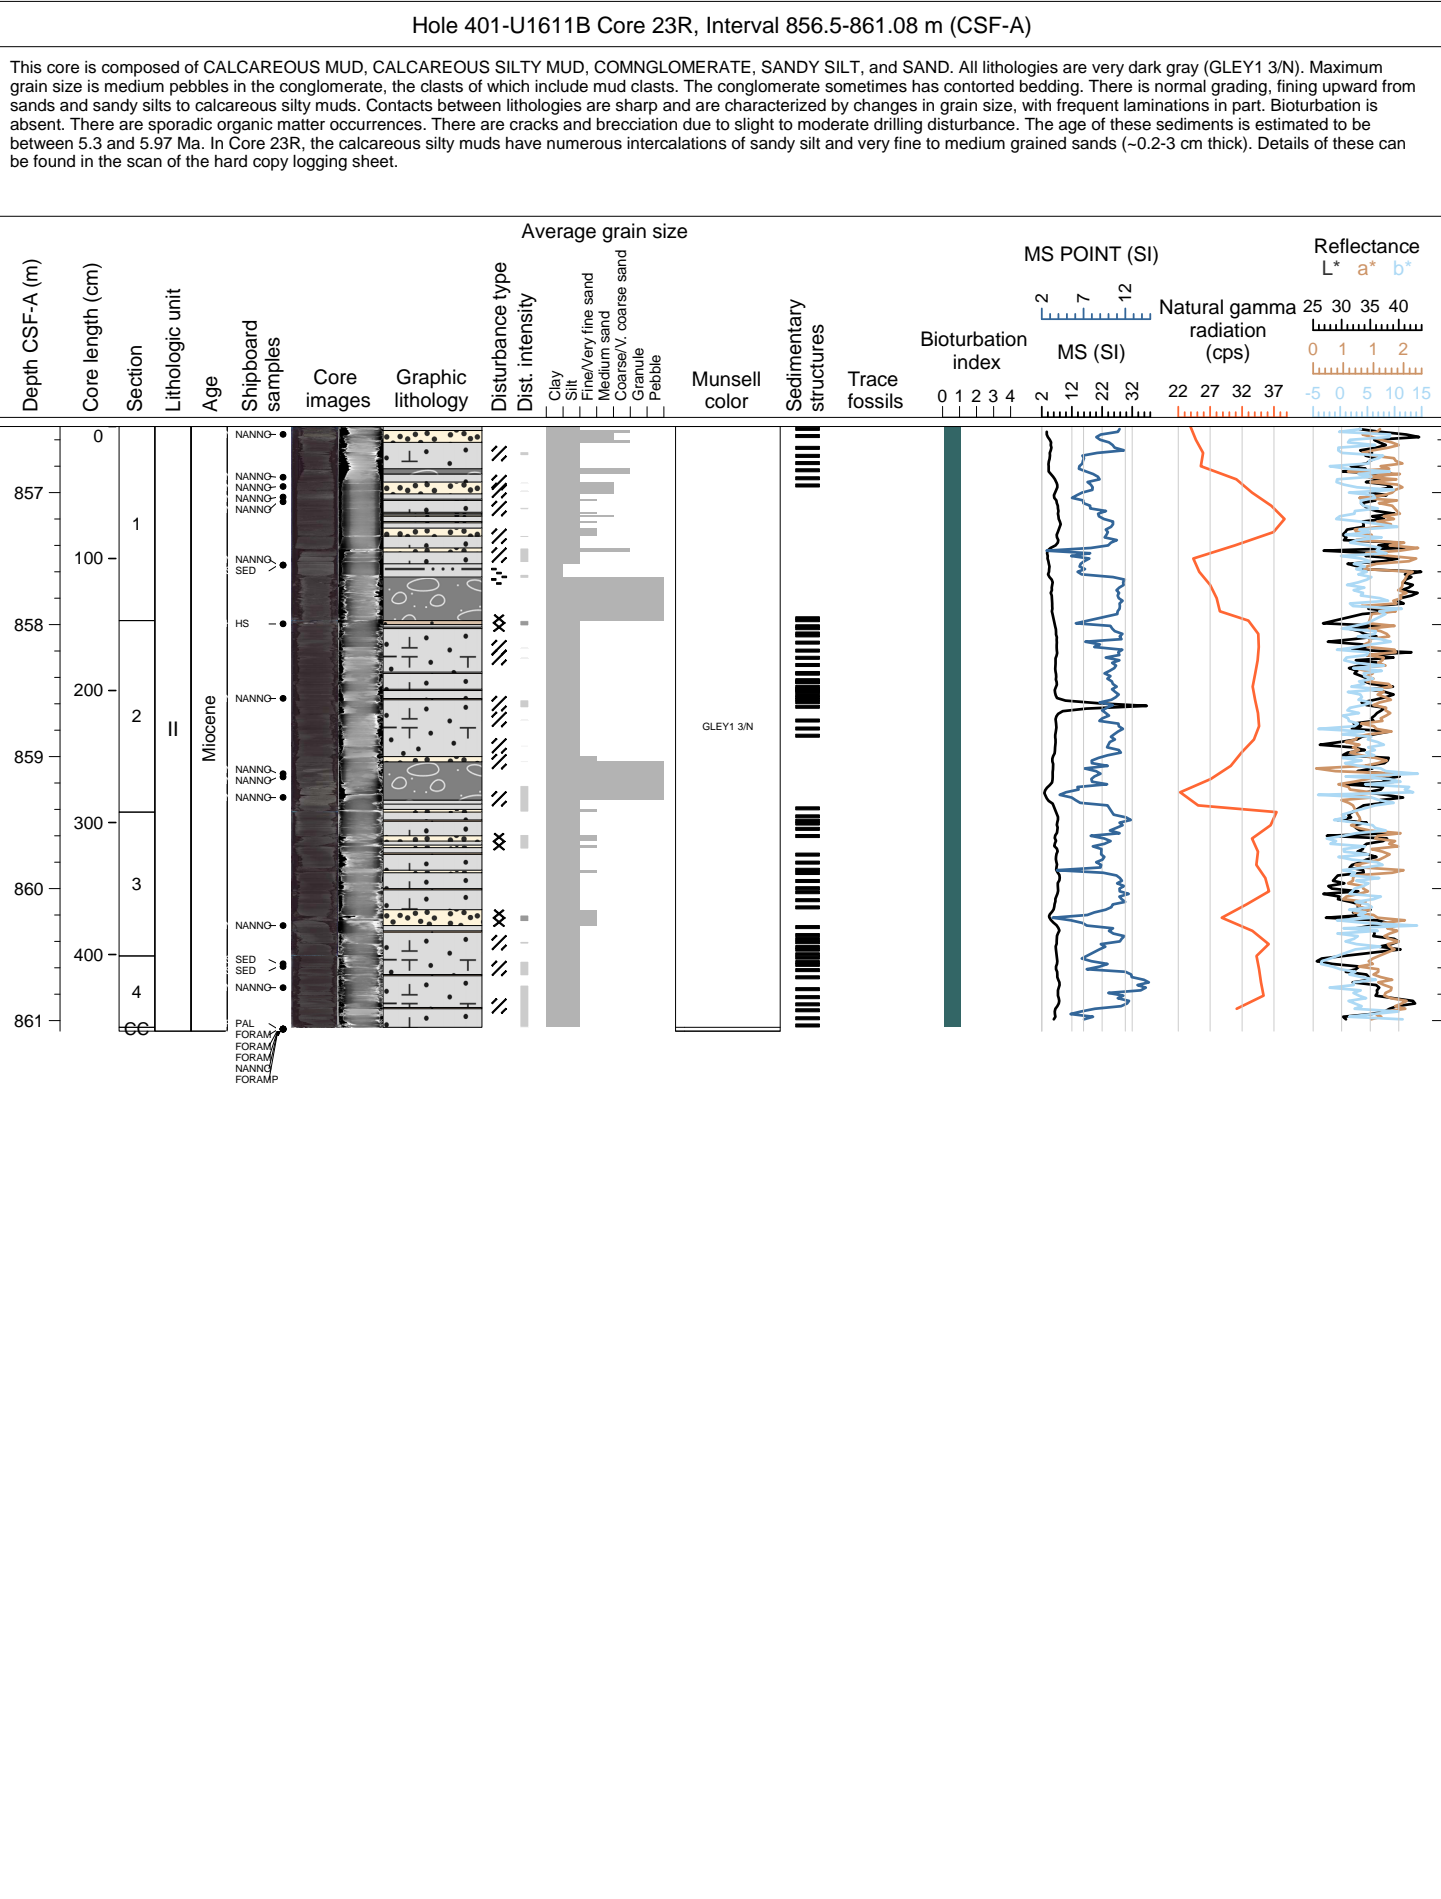 Hole 401-U1611B Core 23R, Interval 856.5-861.08 m (CSF-A)
This core is composed of CALCAREOUS MUD, CALCAREOUS SILTY MUD, COMNGLOMERATE, SANDY SILT, and SAND. All lithologies are very dark gray (GLEY1 3/N). Maximum
grain size is medium pebbles in the conglomerate, the clasts of which include mud clasts. The conglomerate sometimes has contorted bedding. There is normal grading, fining upward from
sands and sandy silts to calcareous silty muds. Contacts between lithologies are sharp and are characterized by changes in grain size, with frequent laminations in part. Bioturbation is
absent. There are sporadic organic matter occurrences. There are cracks and brecciation due to slight to moderate drilling disturbance. The age of these sediments is estimated to be
between 5.3 and 5.97 Ma. In Core 23R, the calcareous silty muds have numerous intercalations of sandy silt and very fine to medium grained sands (~0.2-3 cm thick). Details of these can
be found in the scan of the hard copy logging sheet.
Depth CSF-A (m)
Core length (cm)
Section
Lithologic unit
Age
Shipboard
samples
Core
images
Graphic
lithology
Disturbance type
Dist. intensity
Average grain size
Clay
Silt
Fine/Very fine sand
Medium sand
Coarse/V. coarse sand
Granule
Pebble
Munsell
color
Sedimentary
structures
Trace
fossils
Bioturbation
index
0 1 2 3 4
MS POINT (SI)
2 7 12
MS (SI)
2 12 22 32
Natural gamma
radiation
(cps)
22 27 32 37
Reflectance
L* a* b*
25 30 35 40
0 1 1 2
-5 0 5 10 15
857
858
859
860
861
0
100
200
300
400
1
2
3
4
CC
II
Miocene
NANNO
NANNO
NANNO
NANNO
NANNO
NANNO
SED
HS
NANNO
NANNO
NANNO
NANNO
NANNO
SED
SED
NANNO
PAL
FORAM
FORAM
FORAM
NANNO
FORAMP
GLEY1 3/N